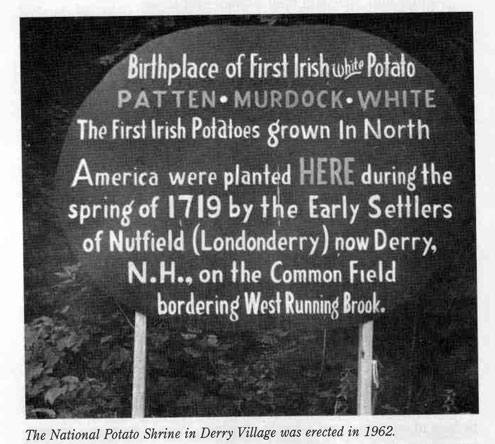 Birthplace of First Irish white Potato
PATTEN • MURDOCK • WHITE
The First Irish Potatoes grown In North
America were planted HERE during the
spring of 1719 by the Early Settlers
of Nutfield (Londonderry) now Derry,
N.H., on the Common Field
bordering West Running Brook.
The National Potato Shrine in Derry Village was erected in 1962.